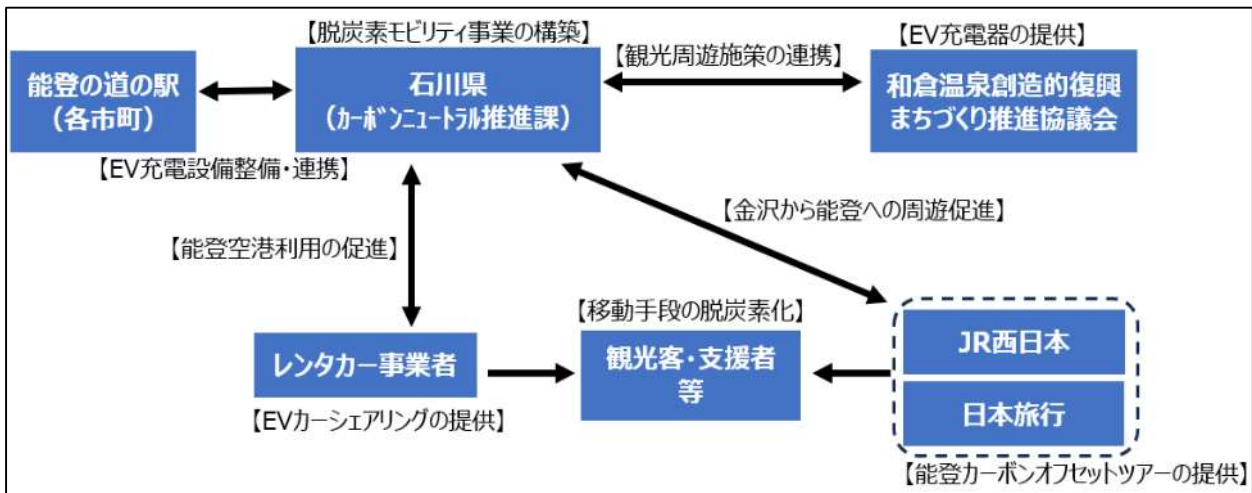 【脱炭素モビリティ事業の構築】
【EV充電器の提供】
能登の道の駅
(各市町)
石川県
(カーボンニュートラル推進課)
【観光周遊施策の連携】
和倉温泉創造的復興
まちづくり推進協議会
【EV充電設備整備・連携】
【金沢から能登への周遊促進】
【能登空港利用の促進】
【移動手段の脱炭素化】
レンタカー事業者
観光客・支援者
等
JR西日本
日本旅行
【EVカーシェアリングの提供】
【能登カーボンオフセットツアーの提供】